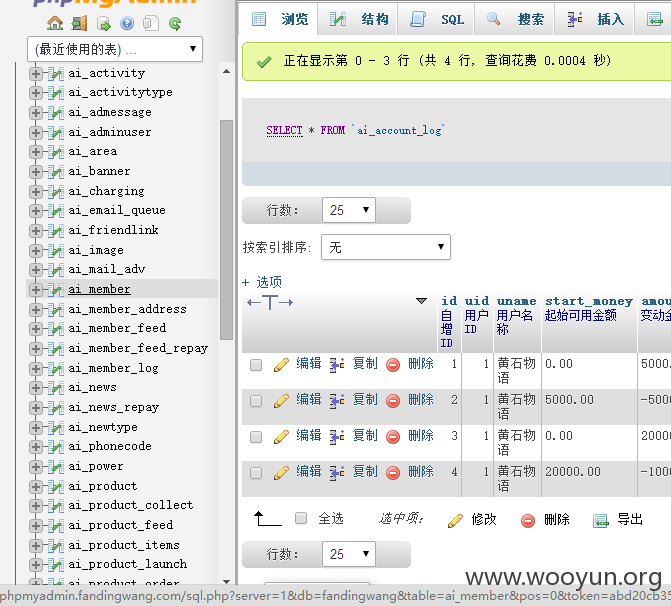 phpMyAdmin
(最近使用的表) ...
ai_activity
ai_activitytype
ai_admessage
ai_adminuser
ai_area
ai_banner
ai_charging
ai_email_queue
ai_friendlink
ai_image
ai_mail_adv
ai_member
ai_member_address
ai_member_feed
ai_member_feed_repay
ai_member_log
ai_news
ai_news_repay
ai_newtype
ai_phonecode
ai_power
ai_product
ai_product_collect
ai_product_feed
ai_product_items
ai_product_launch
ai_product_order
浏览 结构 SQL 搜索 插入
正在显示第 0 - 3 行 (共 4 行, 查询花费 0.0004 秒)
SELECT * FROM `ai_account_log`
行数: 25
按索引排序: 无
+ 选项
←T→ id 自增ID uid 用户ID uname 用户名称 start_money 起始可用金额 amou 变动金
编辑 复制 删除 1 1 黄石物语 0.00 5000.
编辑 复制 删除 2 1 黄石物语 5000.00 -5000
编辑 复制 删除 3 1 黄石物语 0.00 20000
编辑 复制 删除 4 1 黄石物语 20000.00 -1000
全选 选中项: 修改 删除 导出
行数: 25
www.wooyun.org
phpmyadmin.fandingwang.com/sql.php?server=1&db=fandingwang&table=ai_member&pos=0&token=abd20cb3